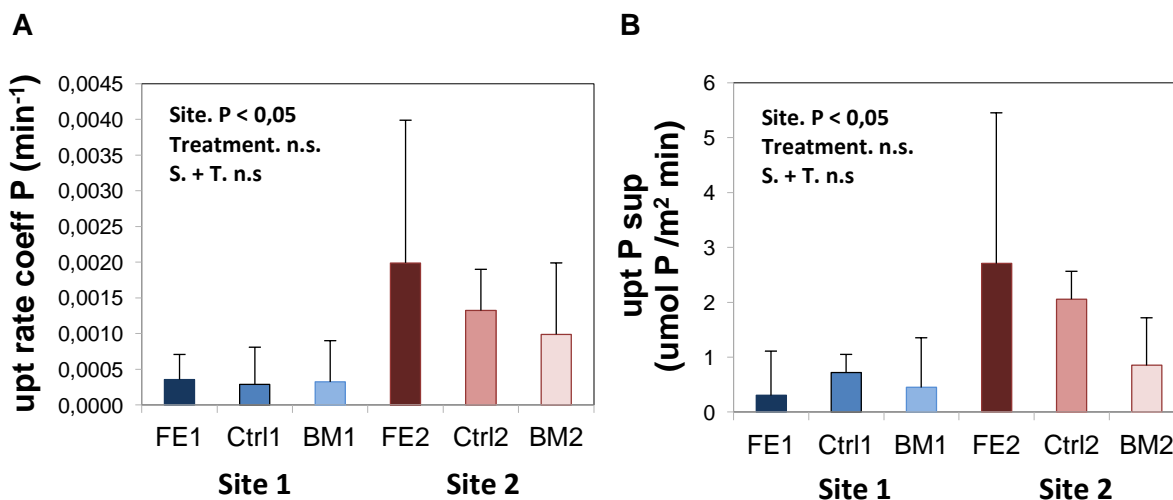 A
upt rate coeff P (min⁻¹)
0,0045
0,0040
0,0035
0,0030
0,0025
0,0020
0,0015
0,0010
0,0005
0,0000
Site. P < 0,05
Treatment. n.s.
S. + T. n.s
FE1 Ctrl1 BM1 FE2 Ctrl2 BM2
Site 1 Site 2
B
upt P sup
(umol P /m² min)
6
5
4
3
2
1
0
Site. P < 0,05
Treatment. n.s.
S. + T. n.s
FE1 Ctrl1 BM1 FE2 Ctrl2 BM2
Site 1 Site 2